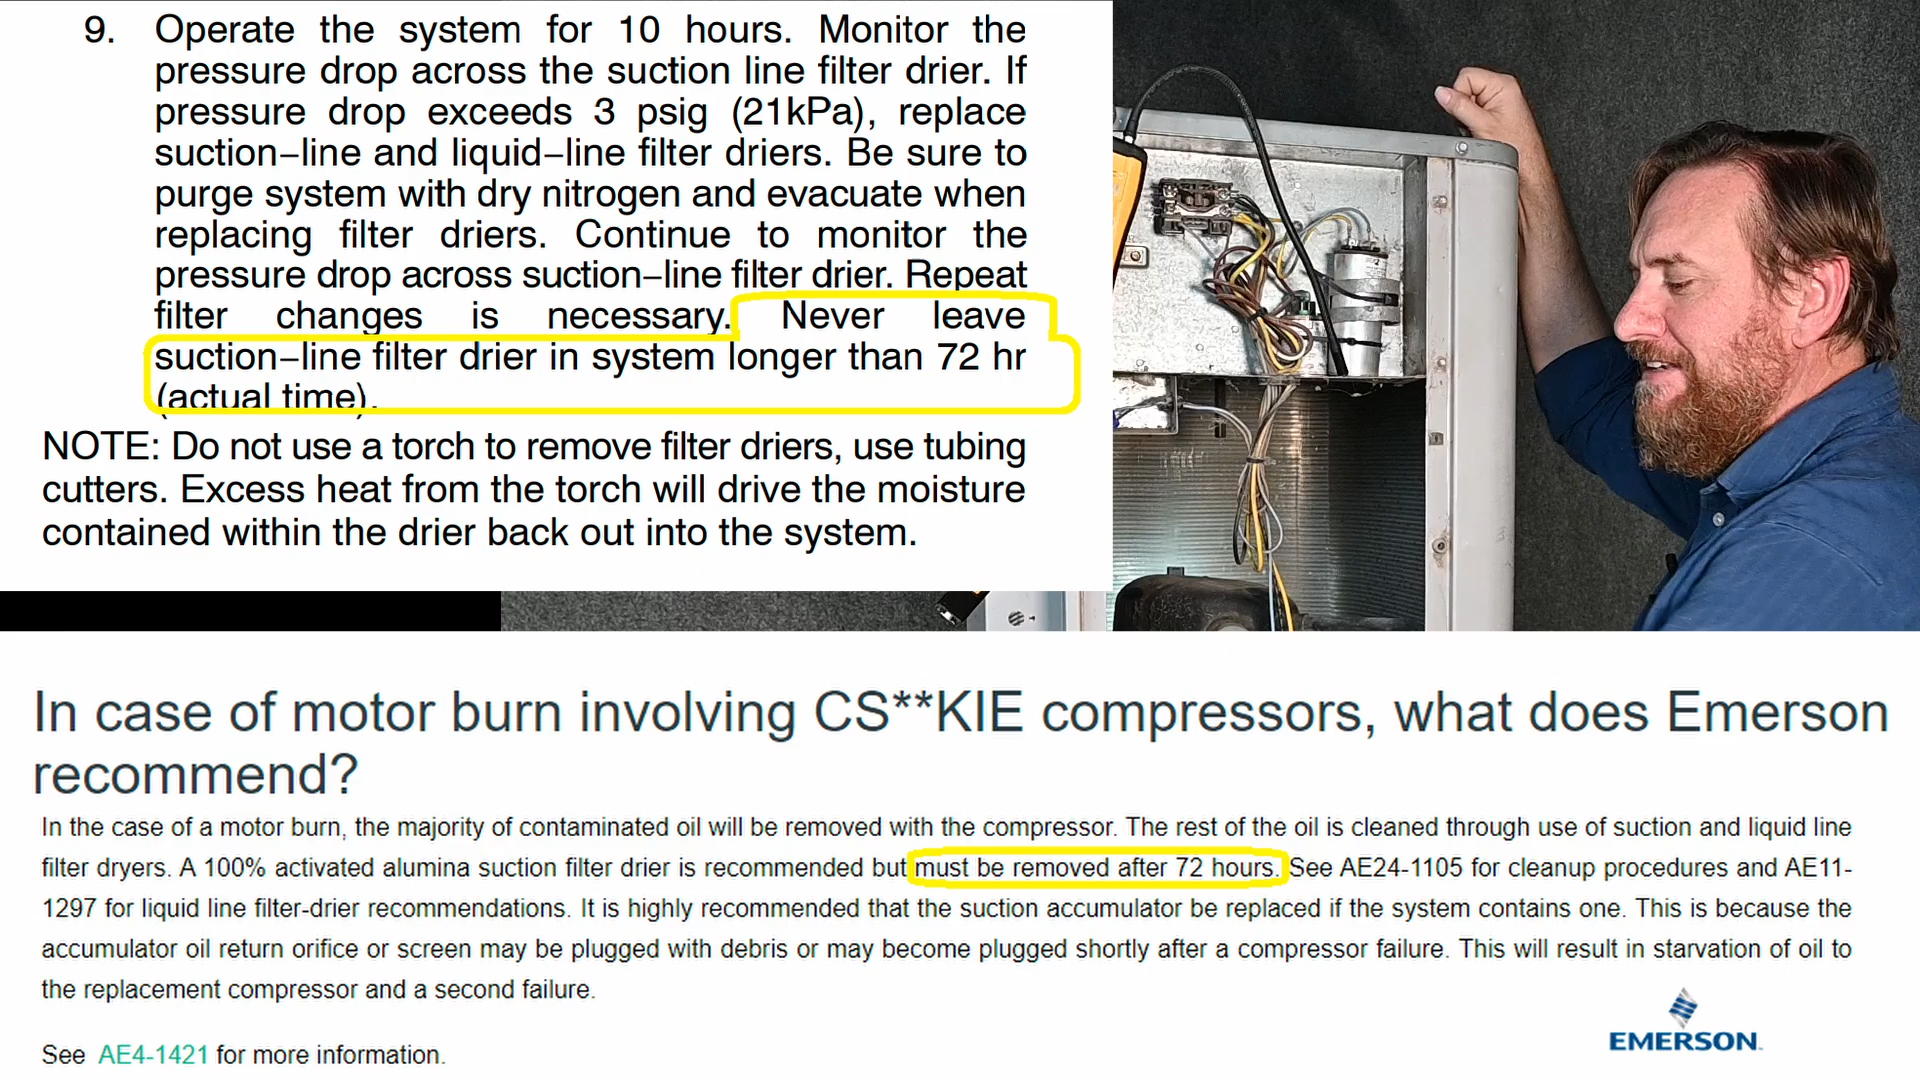 9. Operate the system for 10 hours. Monitor the
pressure drop across the suction line filter drier. If
pressure drop exceeds 3 psig (21kPa), replace
suction–line and liquid–line filter driers. Be sure to
purge system with dry nitrogen and evacuate when
replacing filter driers. Continue to monitor the
pressure drop across suction–line filter drier. Repeat
filter changes is necessary. Never leave
suction–line filter drier in system longer than 72 hr
(actual time).
NOTE: Do not use a torch to remove filter driers, use tubing
cutters. Excess heat from the torch will drive the moisture
contained within the drier back out into the system.
In case of motor burn involving CS**KIE compressors, what does Emerson
recommend?
In the case of a motor burn, the majority of contaminated oil will be removed with the compressor. The rest of the oil is cleaned through use of suction and liquid line
filter dryers. A 100% activated alumina suction filter drier is recommended but must be removed after 72 hours. See AE24-1105 for cleanup procedures and AE11-
1297 for liquid line filter-drier recommendations. It is highly recommended that the suction accumulator be replaced if the system contains one. This is because the
accumulator oil return orifice or screen may be plugged with debris or may become plugged shortly after a compressor failure. This will result in starvation of oil to
the replacement compressor and a second failure.
See AE4-1421 for more information.
EMERSON